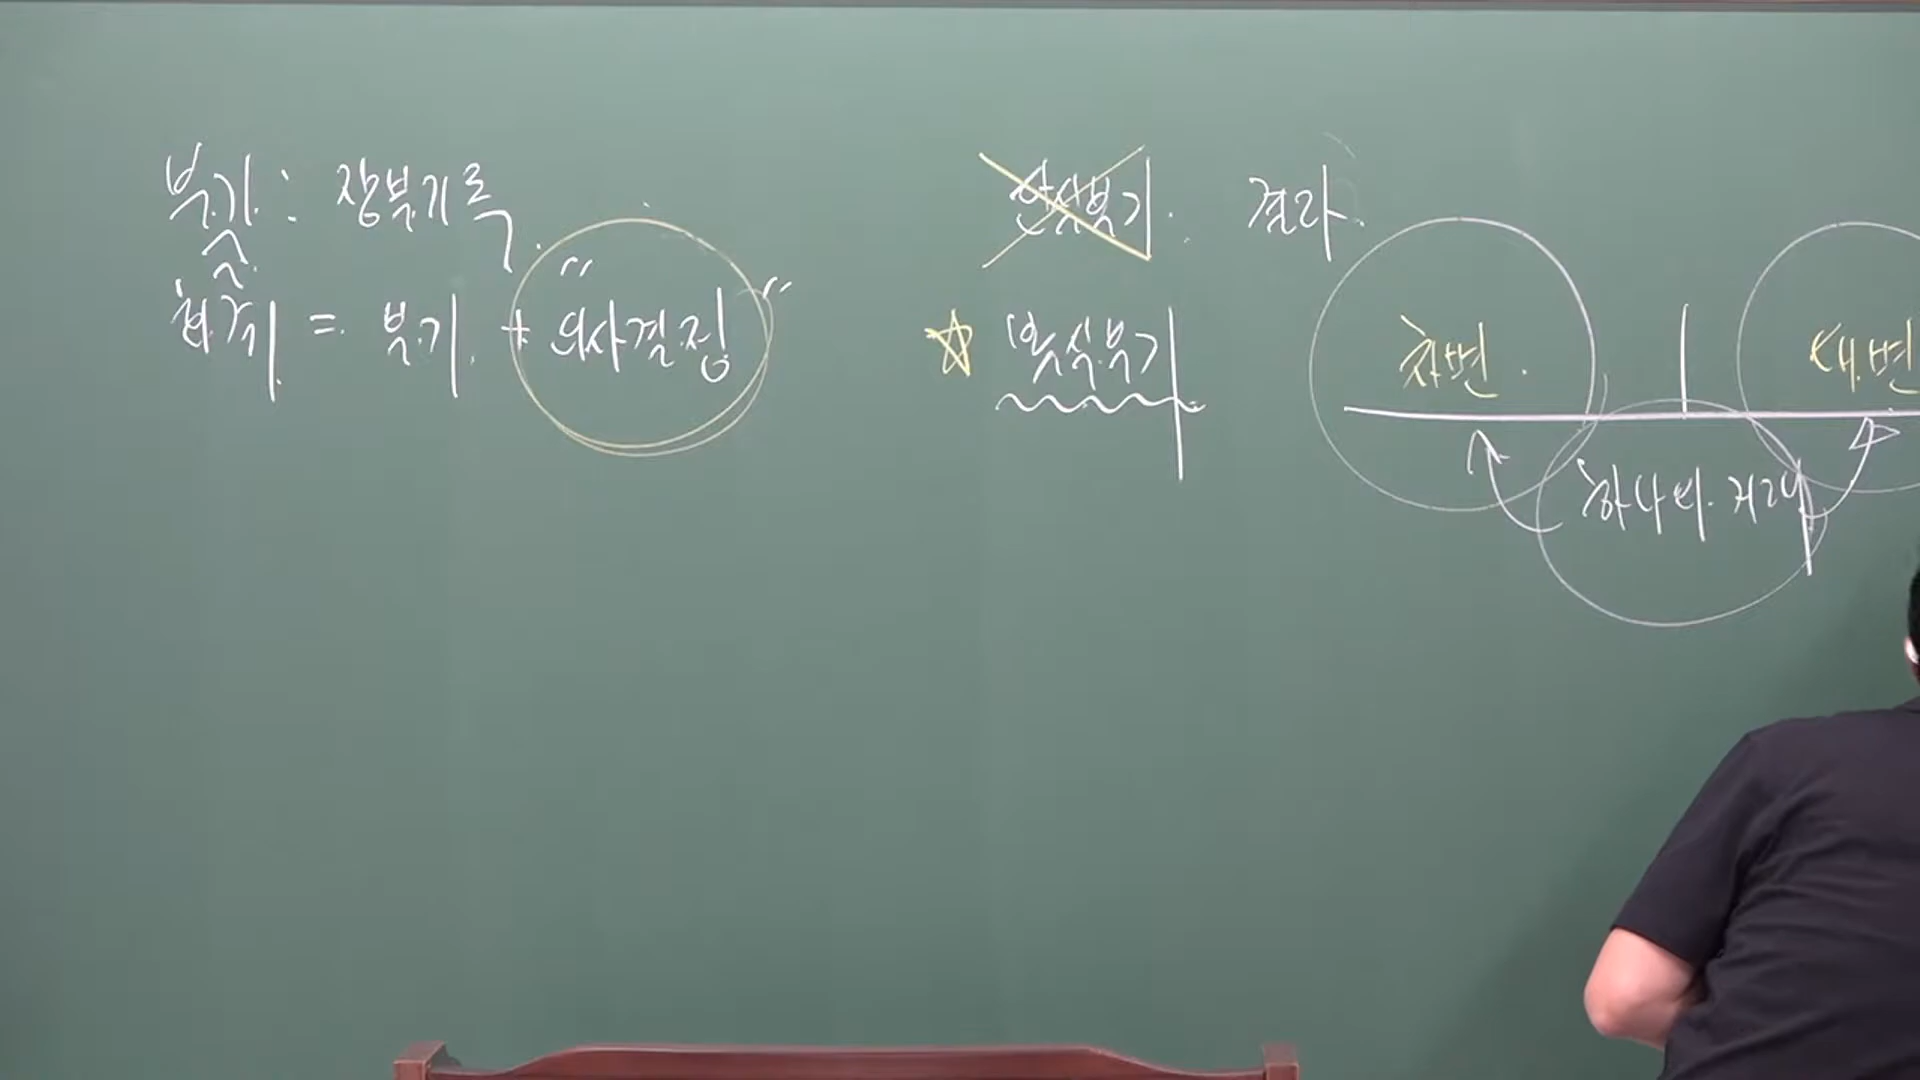 부기 : 장부기록.
회계 = 부기 + "의사결정"
단식부기. 결과.
☆ 복식부기
차변. 대변
하나의 거래